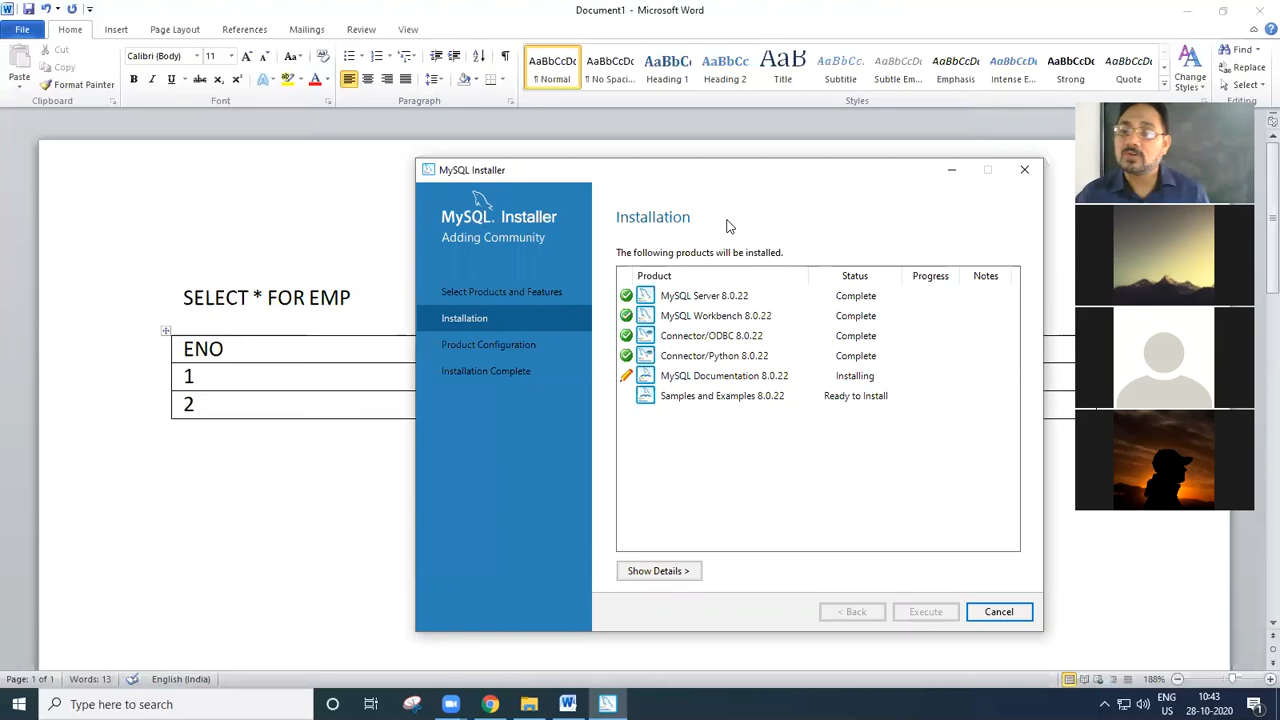 Document1 - Microsoft Word
File Home Insert Page Layout References Mailings Review View
Paste
Cut
Copy
Format Painter
Clipboard
Calibri (Body) 11
Font
Paragraph
AaBbCcDc ¶ Normal
AaBbCcDc ¶ No Spaci...
AaBbC Heading 1
AaBbCc Heading 2
AaB Title
AaBbCc. Subtitle
AaBbCcDc Subtle Em...
AaBbCcDc Emphasis
AaBbCcDc Intense E...
AaBbCcDc Strong
AaBbCcDc Quote
Styles
Change Styles
Find
Replace
Select
Editing
SELECT * FOR EMP
ENO
1
2
MySQL Installer
MySQL. Installer
Adding Community
Select Products and Features
Installation
Product Configuration
Installation Complete
Installation
The following products will be installed.
Product Status Progress Notes
MySQL Server 8.0.22 Complete
MySQL Workbench 8.0.22 Complete
Connector/ODBC 8.0.22 Complete
Connector/Python 8.0.22 Complete
MySQL Documentation 8.0.22 Installing
Samples and Examples 8.0.22 Ready to Install
Show Details >
< Back Execute Cancel
Page: 1 of 1 Words: 13 English (India) 188%
Type here to search
ENG
US
10:43
28-10-2020
1